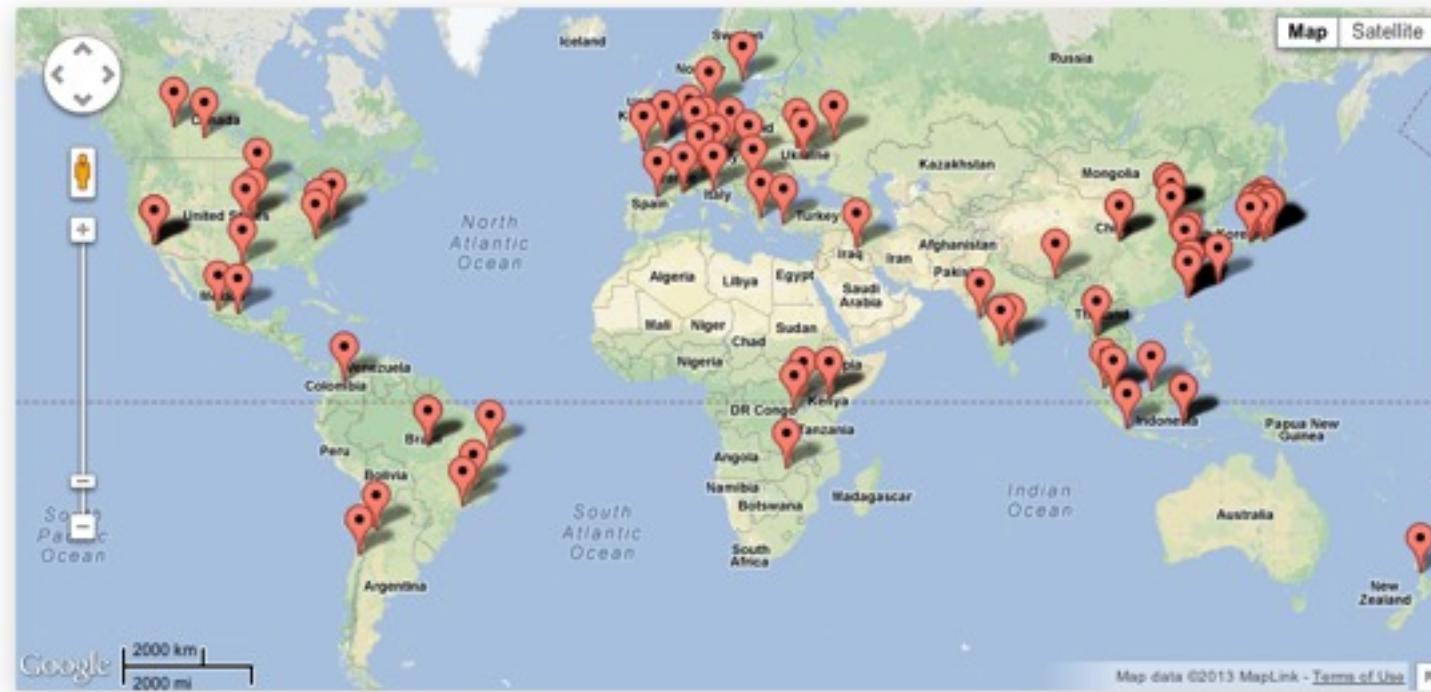 Iceland
Sweden
Map
Satellite
Russia
Canada
Ukraine
Kazakhstan
Mongolia
United States
Spain
Italy
Turkey
North
Atlantic
Ocean
Iraq
Iran
Afghanistan
Algeria
Libya
Egypt
Saudi
Arabia
Mali
Niger
Chad
Sudan
Nigeria
Venezuela
Colombia
DR Congo
Kenya
Tanzania
Indonesia
Papua New
Guinea
Peru
Bolivia
Angola
Namibia
Botswana
Madagascar
Indian
Ocean
Australia
South
Atlantic
Ocean
South
Africa
Ocean
Argentina
New
Zealand
Google
2000 km
2000 mi
Map data ©2013 MapLink - Terms of Use